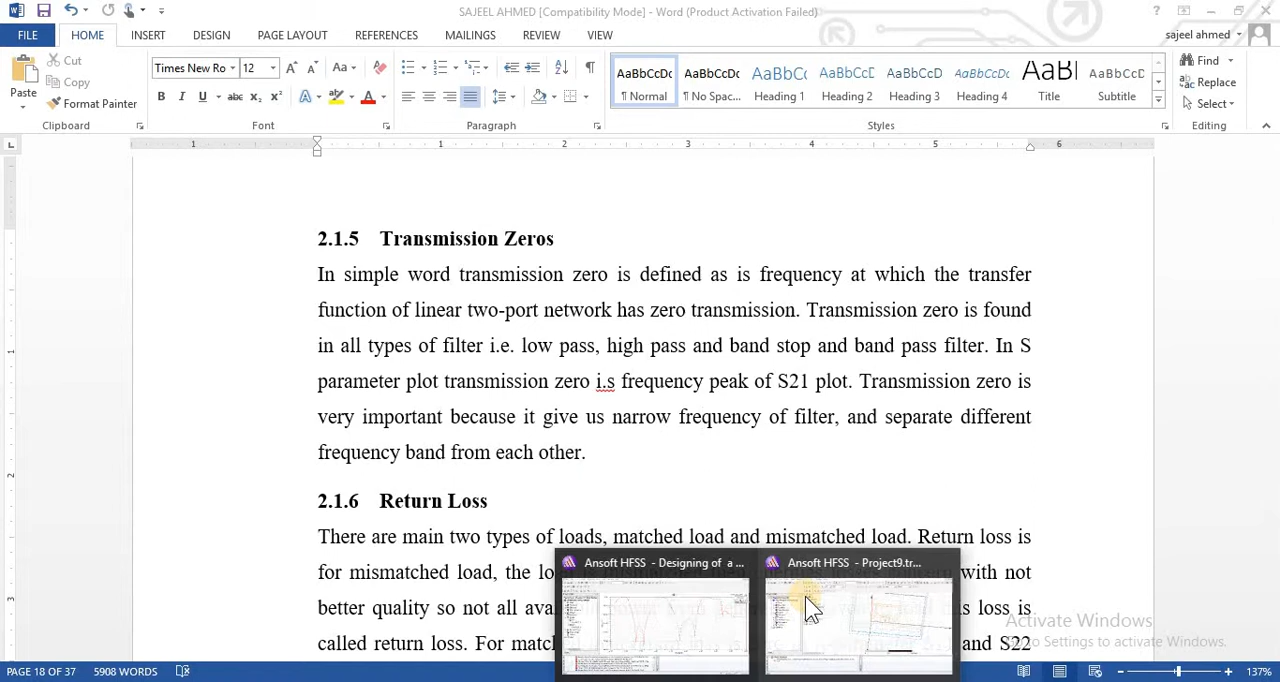 SAJEEL AHMED [Compatibility Mode] - Word (Product Activation Failed)
FILE HOME INSERT DESIGN PAGE LAYOUT REFERENCES MAILINGS REVIEW VIEW sajeel ahmed
Paste Cut Copy Format Painter
Clipboard
Times New Ro 12
Font
Paragraph
AaBbCcDc AaBbCcDc AaBbCc AaBbCcC AaBbCcD AaBbCcDc AaBl AaBbCcD
¶ Normal ¶ No Spac... Heading 1 Heading 2 Heading 3 Heading 4 Title Subtitle
Styles
Find
Replace
Select
Editing
1 1 2 3 4 5 6
2.1.5 Transmission Zeros
In simple word transmission zero is defined as is frequency at which the transfer
function of linear two-port network has zero transmission. Transmission zero is found
in all types of filter i.e. low pass, high pass and band stop and band pass filter. In S
parameter plot transmission zero i.s frequency peak of S21 plot. Transmission zero is
very important because it give us narrow frequency of filter, and separate different
frequency band from each other.
2.1.6 Return Loss
There are main two types of loads, matched load and mismatched load. Return loss is
for mismatched load, the
with not
better quality so not all
loss is
called return loss. For
and S22
Ansoft HFSS - Designing of a ...
Ansoft HFSS - Project9.tr...
Activate Windows
Go to Settings to activate Windows.
PAGE 18 OF 37 5908 WORDS 137%